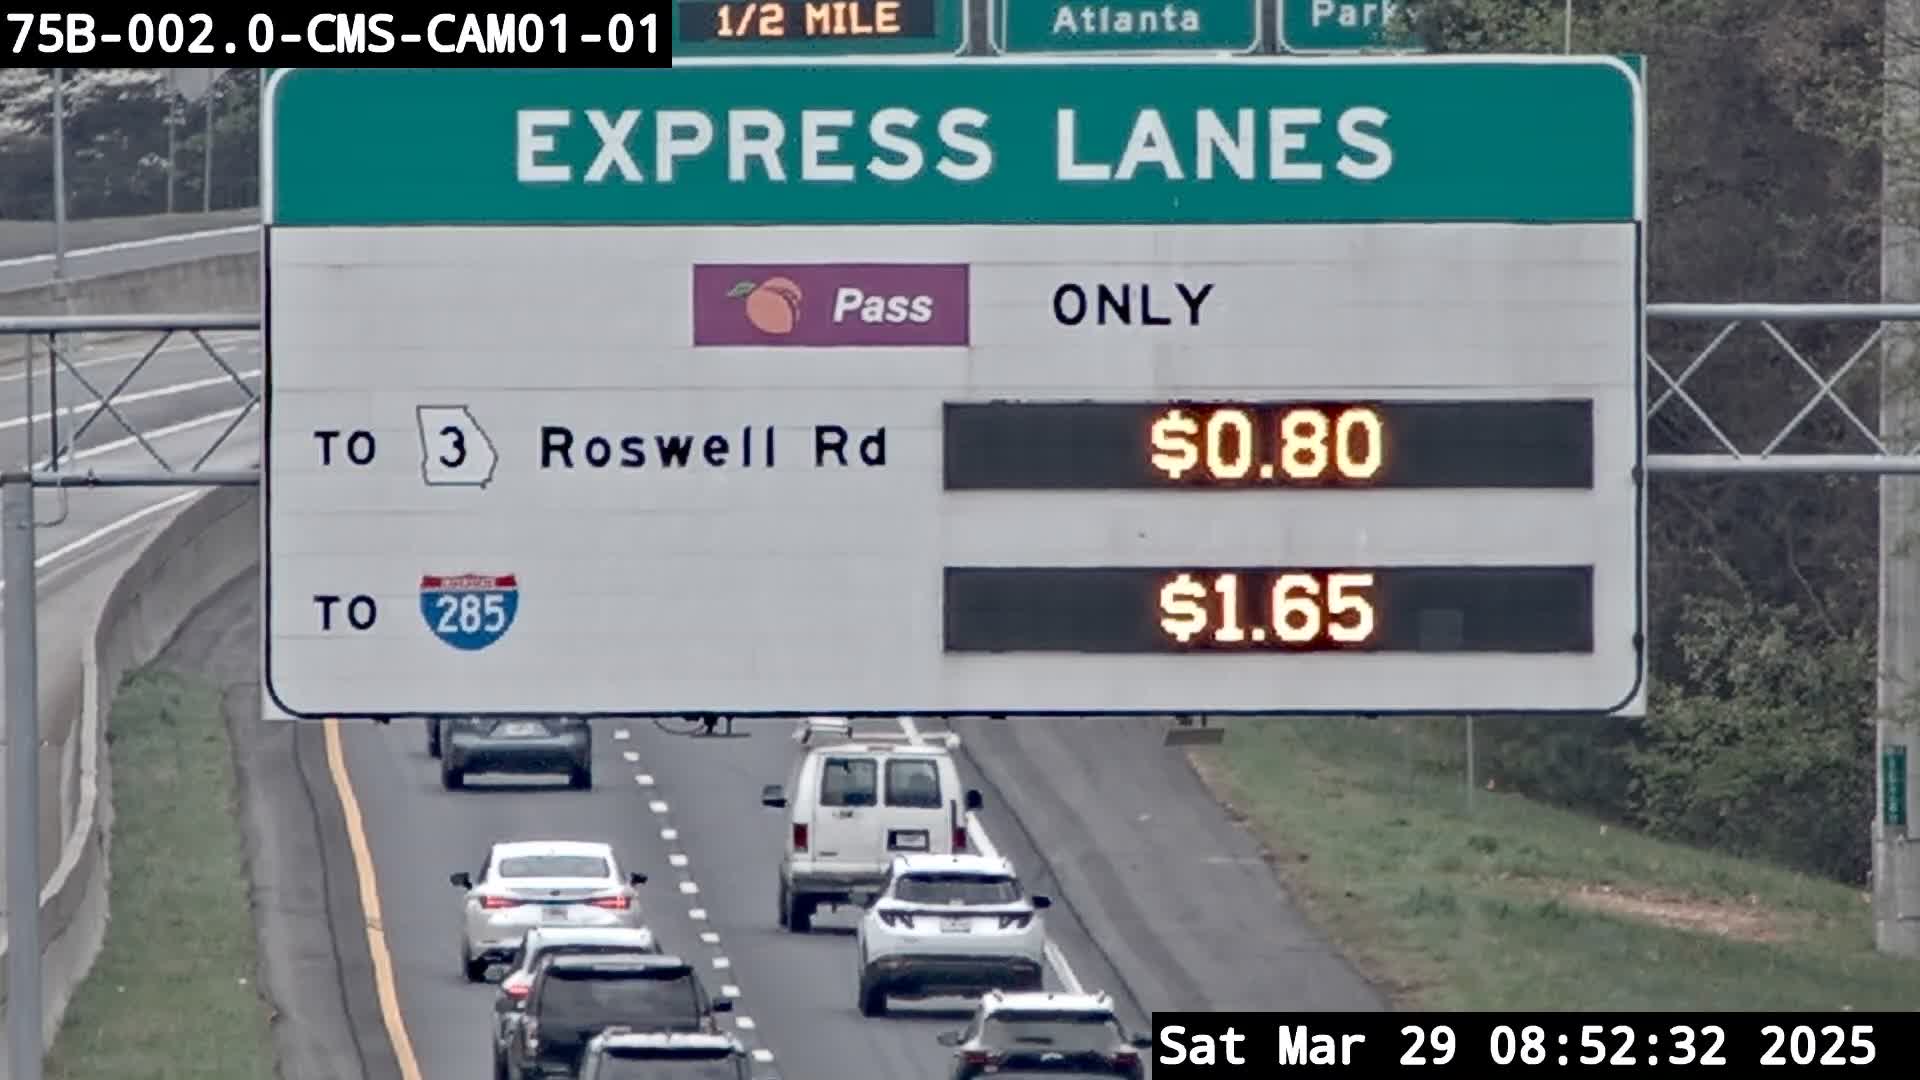 75B-002.0-CMS-CAM01-01
1/2 MILE
Atlanta
EXPRESS LANES
Pass ONLY
TO 3 Roswell Rd $0.80
TO 285 $1.65
Sat Mar 29 08:52:32 2025